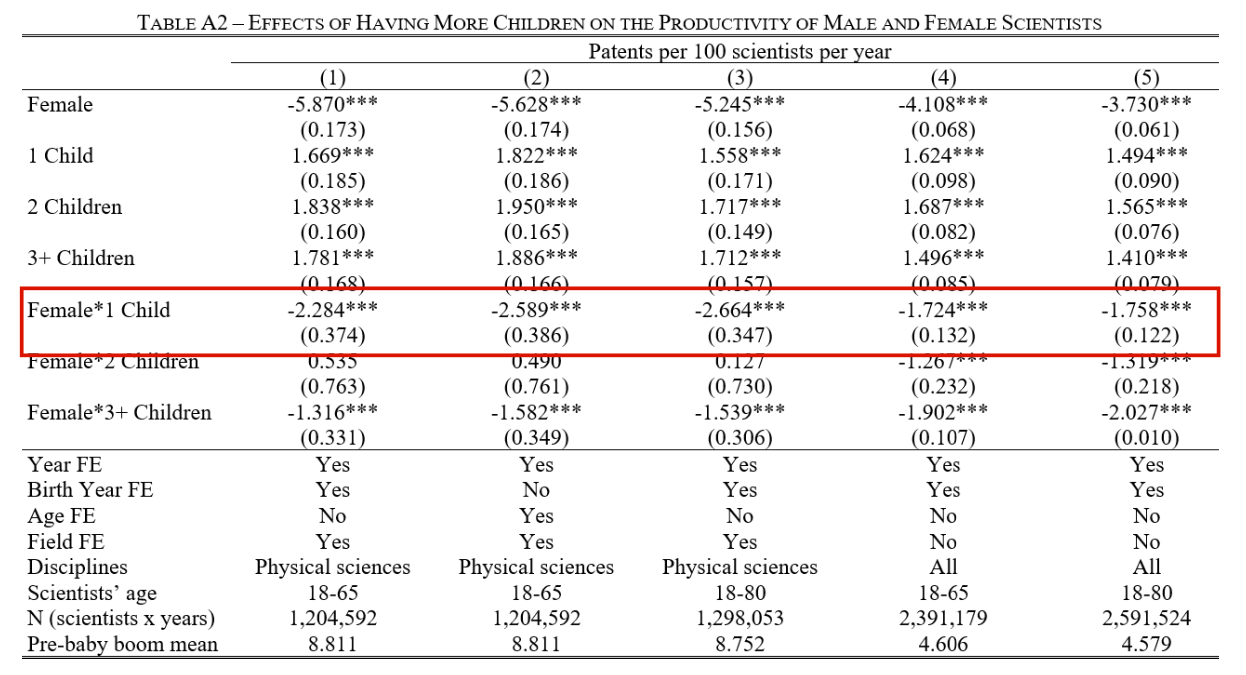 TABLE A2 – EFFECTS OF HAVING MORE CHILDREN ON THE PRODUCTIVITY OF MALE AND FEMALE SCIENTISTS
Patents per 100 scientists per year
(1) (2) (3) (4) (5)
Female -5.870*** -5.628*** -5.245*** -4.108*** -3.730***
(0.173) (0.174) (0.156) (0.068) (0.061)
1 Child 1.669*** 1.822*** 1.558*** 1.624*** 1.494***
(0.185) (0.186) (0.171) (0.098) (0.090)
2 Children 1.838*** 1.950*** 1.717*** 1.687*** 1.565***
(0.160) (0.165) (0.149) (0.082) (0.076)
3+ Children 1.781*** 1.886*** 1.712*** 1.496*** 1.410***
(0.168) (0.166) (0.157) (0.085) (0.079)
Female*1 Child -2.284*** -2.589*** -2.664*** -1.724*** -1.758***
(0.374) (0.386) (0.347) (0.132) (0.122)
Female*2 Children 0.535 0.490 0.127 -1.267*** -1.319***
(0.763) (0.761) (0.730) (0.232) (0.218)
Female*3+ Children -1.316*** -1.582*** -1.539*** -1.902*** -2.027***
(0.331) (0.349) (0.306) (0.107) (0.010)
Year FE Yes Yes Yes Yes Yes
Birth Year FE Yes No Yes Yes Yes
Age FE No Yes No No No
Field FE Yes Yes Yes No No
Disciplines Physical sciences Physical sciences Physical sciences All All
Scientists’ age 18-65 18-65 18-80 18-65 18-80
N (scientists x years) 1,204,592 1,204,592 1,298,053 2,391,179 2,591,524
Pre-baby boom mean 8.811 8.811 8.752 4.606 4.579